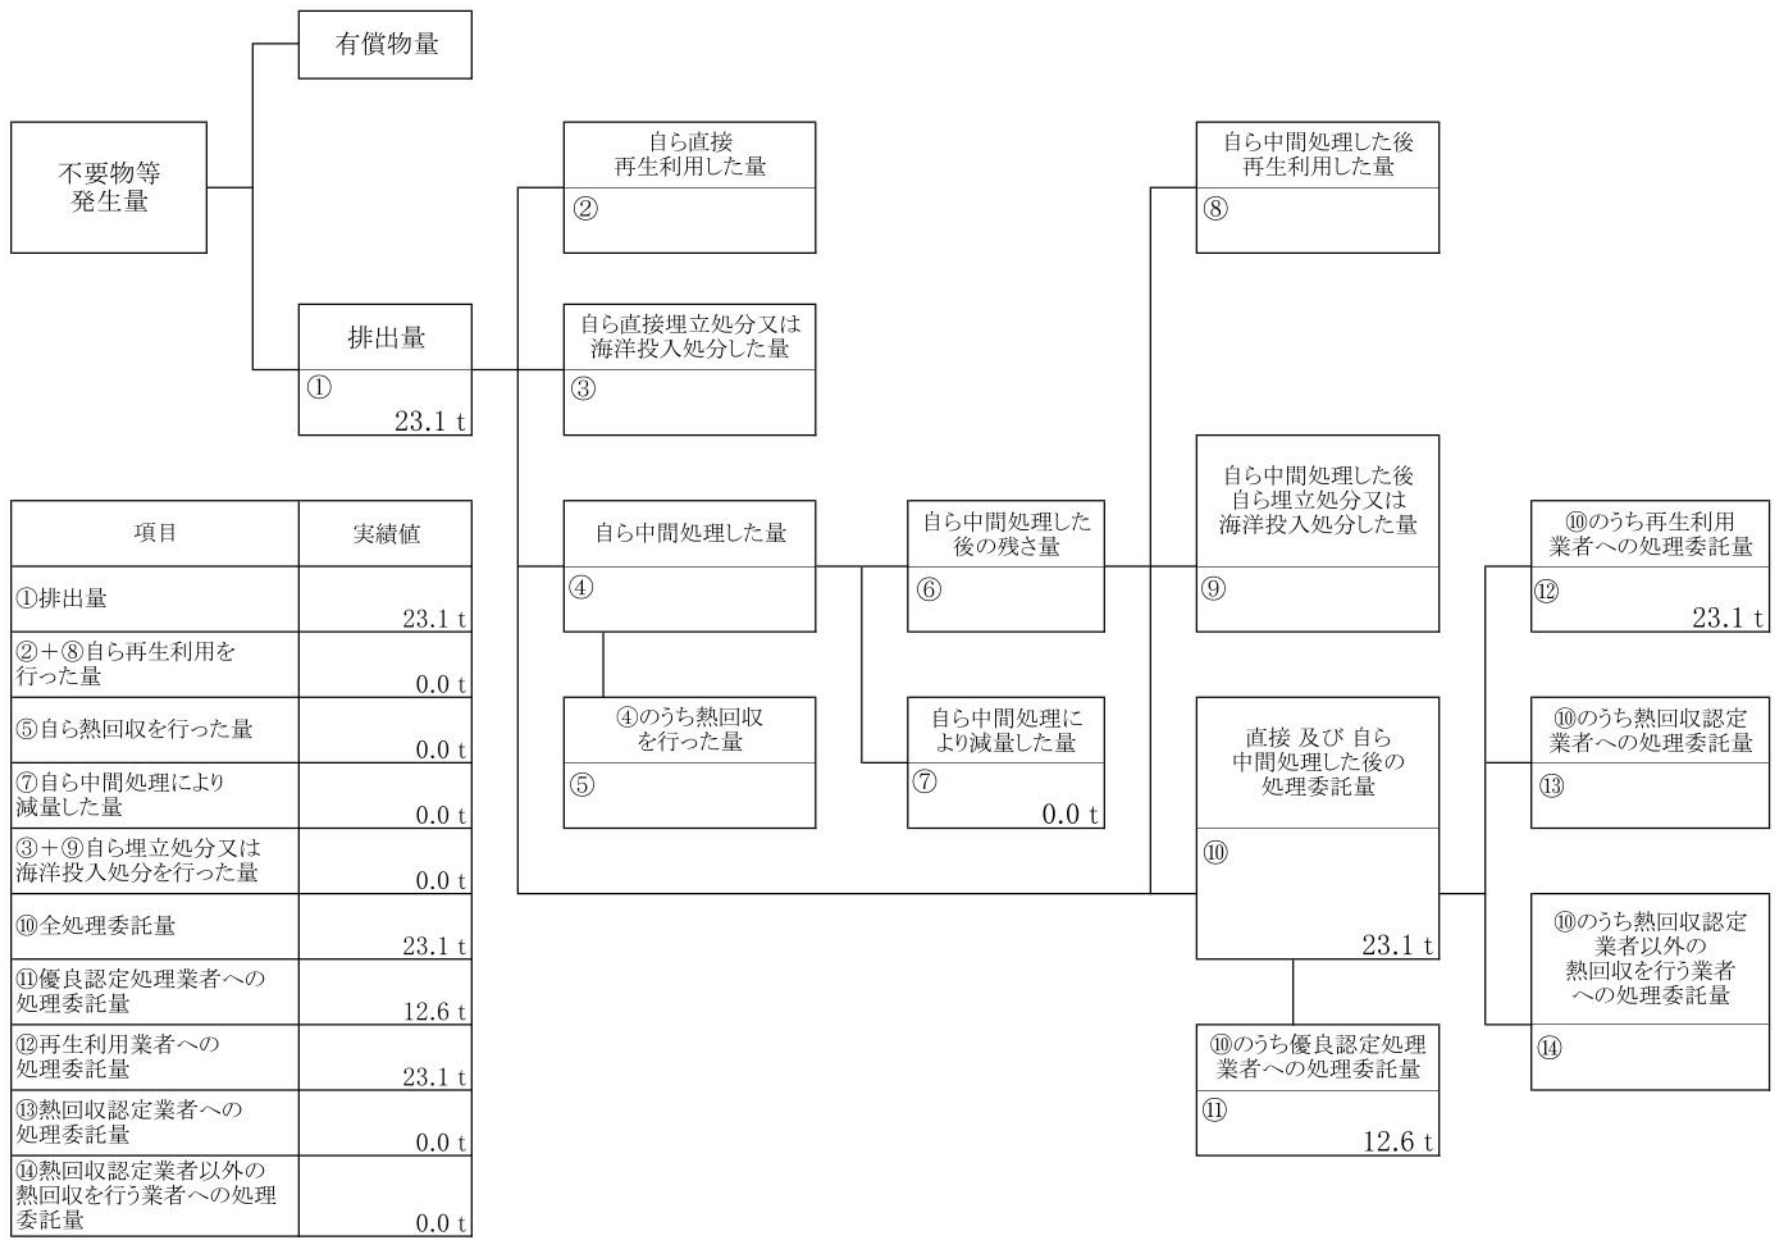 有償物量
不要物等
発生量
自ら直接
再生利用した量
②
自ら中間処理した後
再生利用した量
⑧
排出量
①
23.1 t
自ら直接埋立処分又は
海洋投入処分した量
③
自ら中間処理した量
④
自ら中間処理した
後の残さ量
⑥
自ら中間処理した後
自ら埋立処分又は
海洋投入処分した量
⑨
⑩のうち再生利用
業者への処理委託量
⑫
23.1 t
④のうち熱回収
を行った量
⑤
自ら中間処理に
より減量した量
⑦
0.0 t
直接 及び 自ら
中間処理した後の
処理委託量
⑩
23.1 t
⑩のうち熱回収認定
業者への処理委託量
⑬
⑩のうち熱回収認定
業者以外の
熱回収を行う業者
への処理委託量
⑭
⑩のうち優良認定処理
業者への処理委託量
⑪
12.6 t
項目 実績値
①排出量
23.1 t
②＋⑧自ら再生利用を
行った量
0.0 t
⑤自ら熱回収を行った量
0.0 t
⑦自ら中間処理により
減量した量
0.0 t
③＋⑨自ら埋立処分又は
海洋投入処分を行った量
0.0 t
⑩全処理委託量
23.1 t
⑪優良認定処理業者への
処理委託量
12.6 t
⑫再生利用業者への
処理委託量
23.1 t
⑬熱回収認定業者への
処理委託量
0.0 t
⑭熱回収認定業者以外の
熱回収を行う業者への処理
委託量
0.0 t